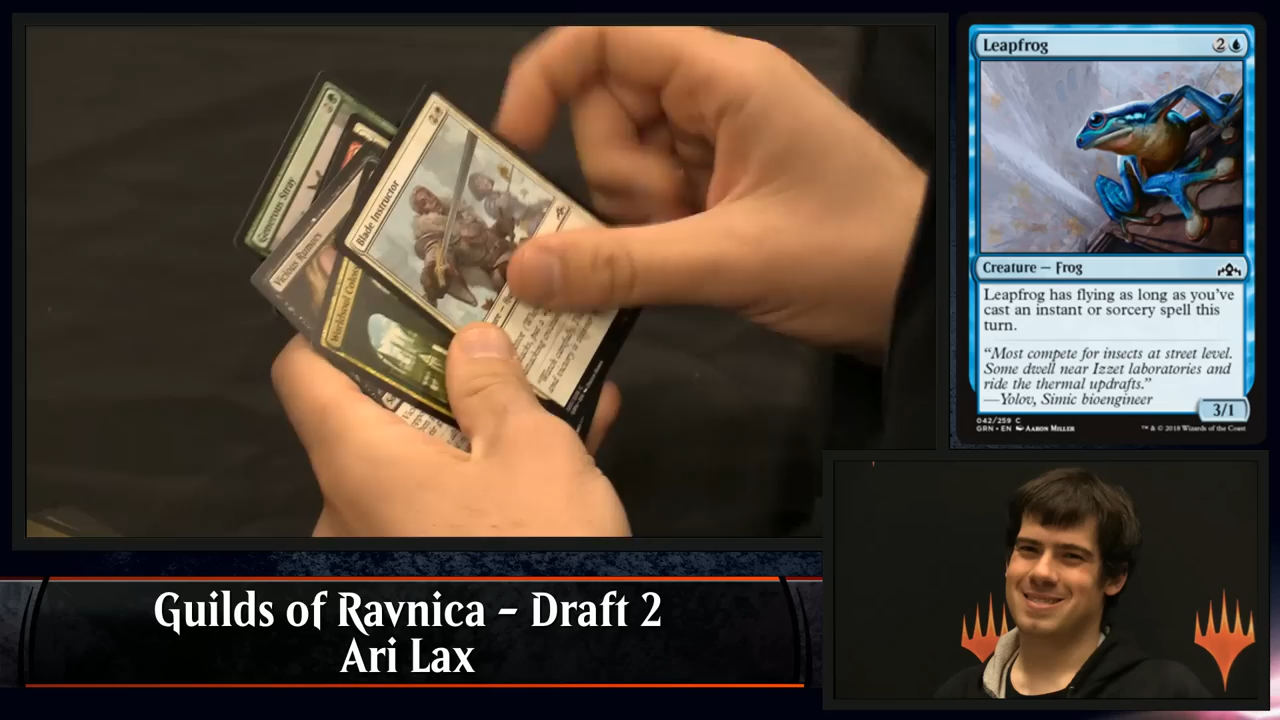 Generous Stray
Vicious Rumors
Blade Instructor
Leapfrog
2
Creature — Frog
Leapfrog has flying as long as you've
cast an instant or sorcery spell this
turn.
“Most compete for insects at street level.
Some dwell near Izzet laboratories and
ride the thermal updrafts.”
—Yolov, Simic bioengineer
3/1
042/259 C
GRN • EN AARON MILLER
™ & © 2018 Wizards of the Coast
Guilds of Ravnica – Draft 2
Ari Lax